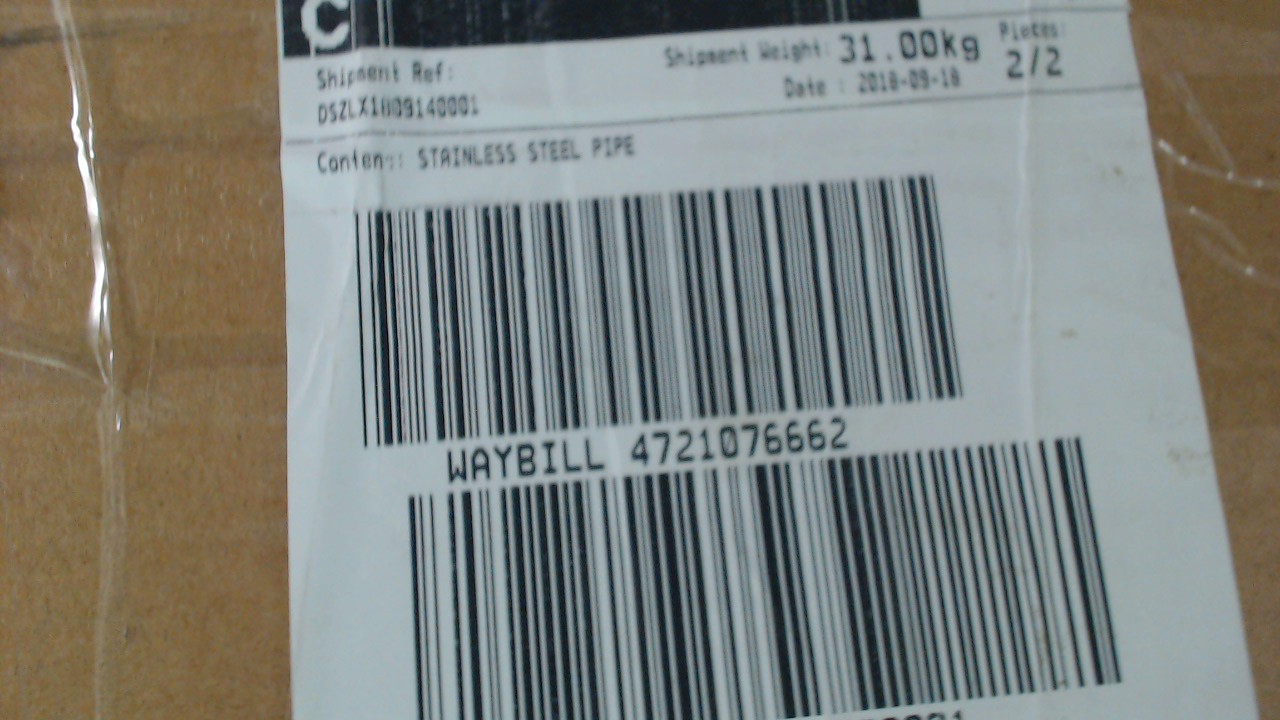 C
Shipment Ref:
DSZLX1809140001
Shipment Weight: 31.00kg
Date : 2018-09-18
Pieces:
2/2
Content: STAINLESS STEEL PIPE
WAYBILL 4721076662